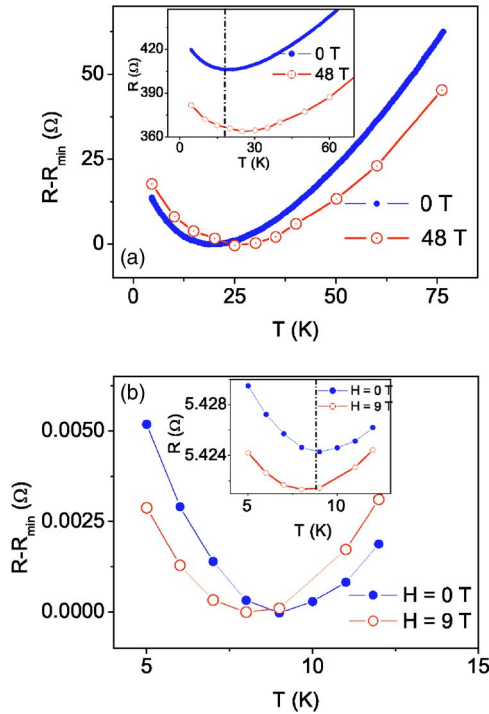 420
390
360
R (Ω)
0 T
48 T
0
30
60
T (K)
50
25
0
R-R_min (Ω)
0 T
48 T
(a)
0
25
50
75
T (K)
(b)
5.428
5.424
R (Ω)
H = 0 T
H = 9 T
5
10
T (K)
0.0050
0.0025
0.0000
R-R_min (Ω)
H = 0 T
H = 9 T
5
10
15
T (K)